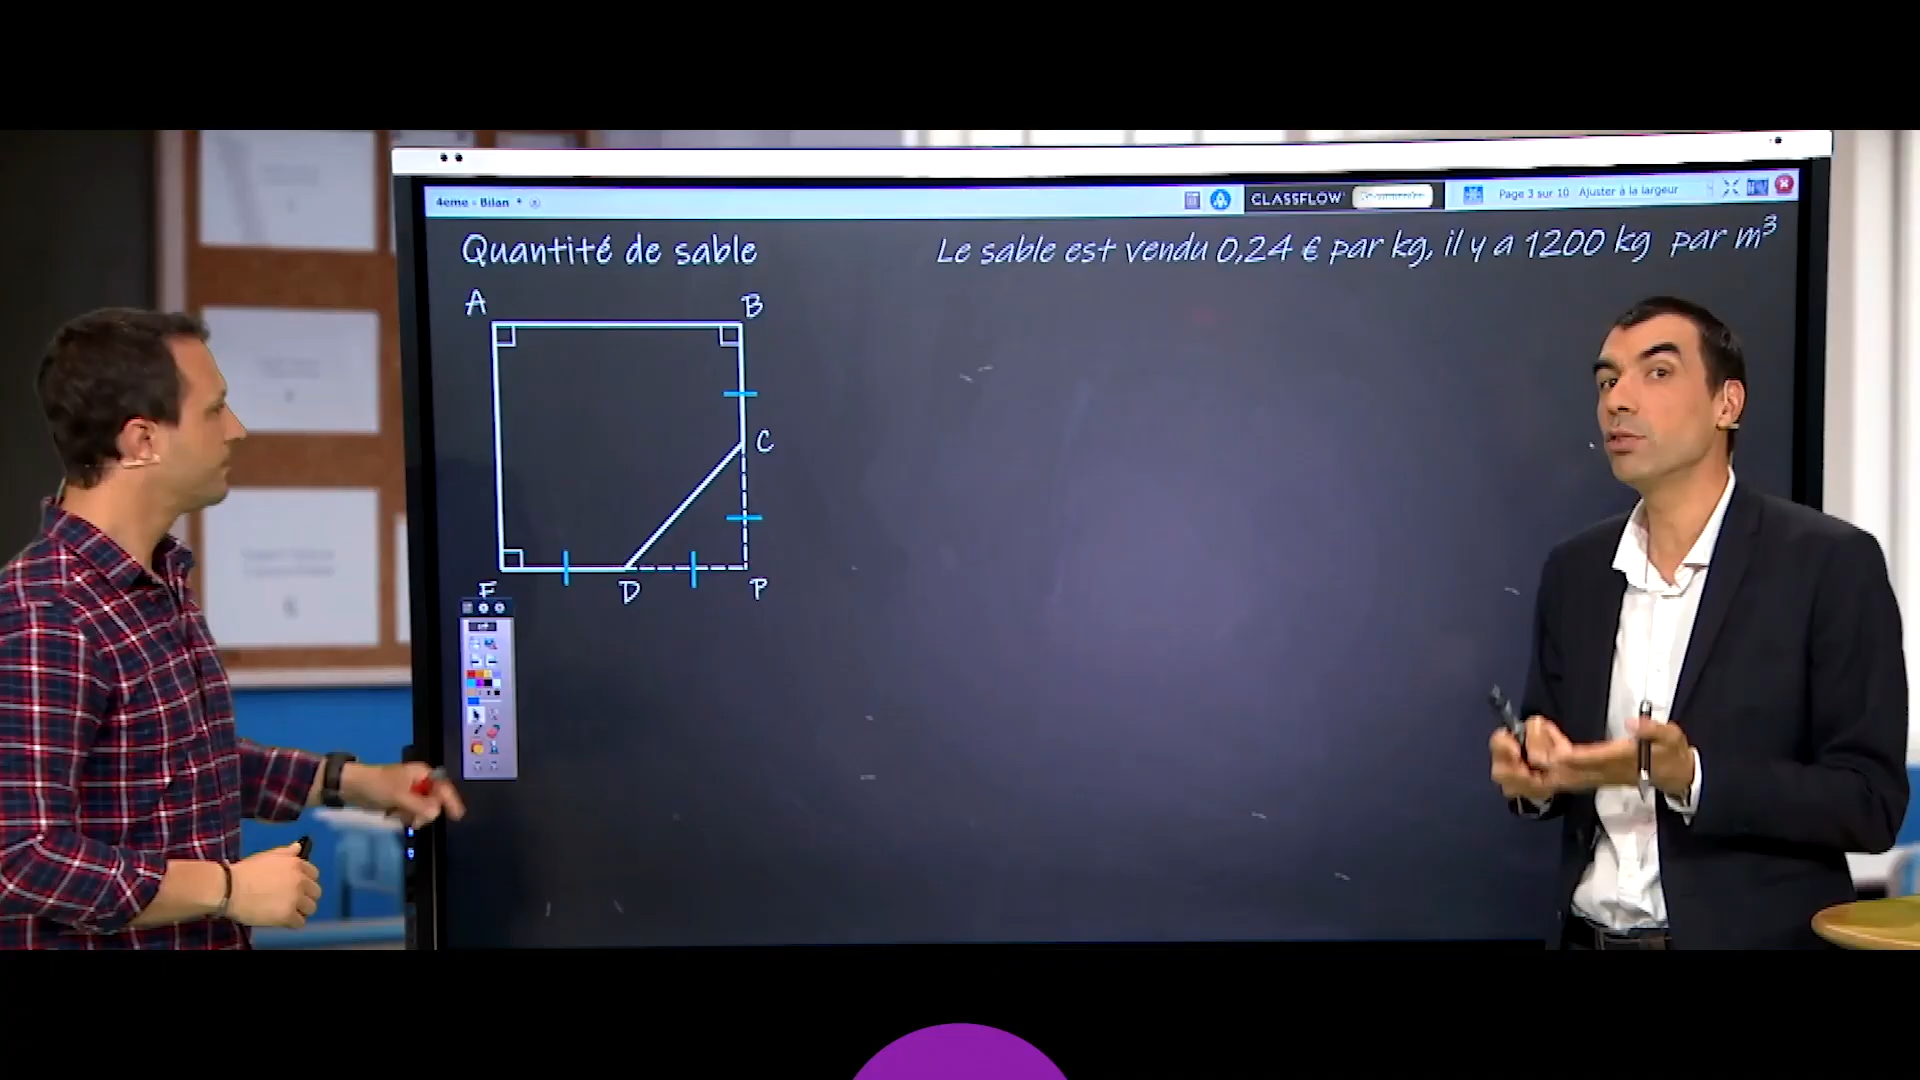 4eme - Bilan *
CLASSFLOW
Page 3 sur 10 Ajuster à la largeur
Quantité de sable
Le sable est vendu 0,24 € par kg, il y a 1200 kg par m³
A
B
C
E
D
P